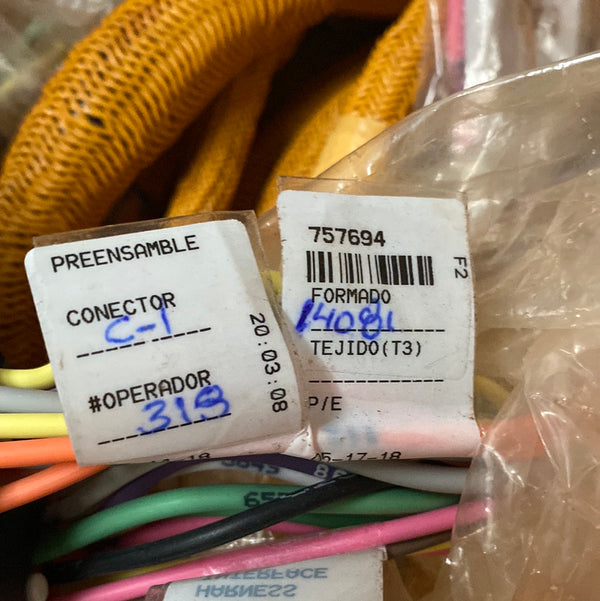 PREENSAMBLE
CONECTOR
C-1
20:03:08
#OPERADOR
318
757694
F2
FORMADO
14081
TEJIDO(T3)
P/E
05-17-18
INTERFACE
HARNESS